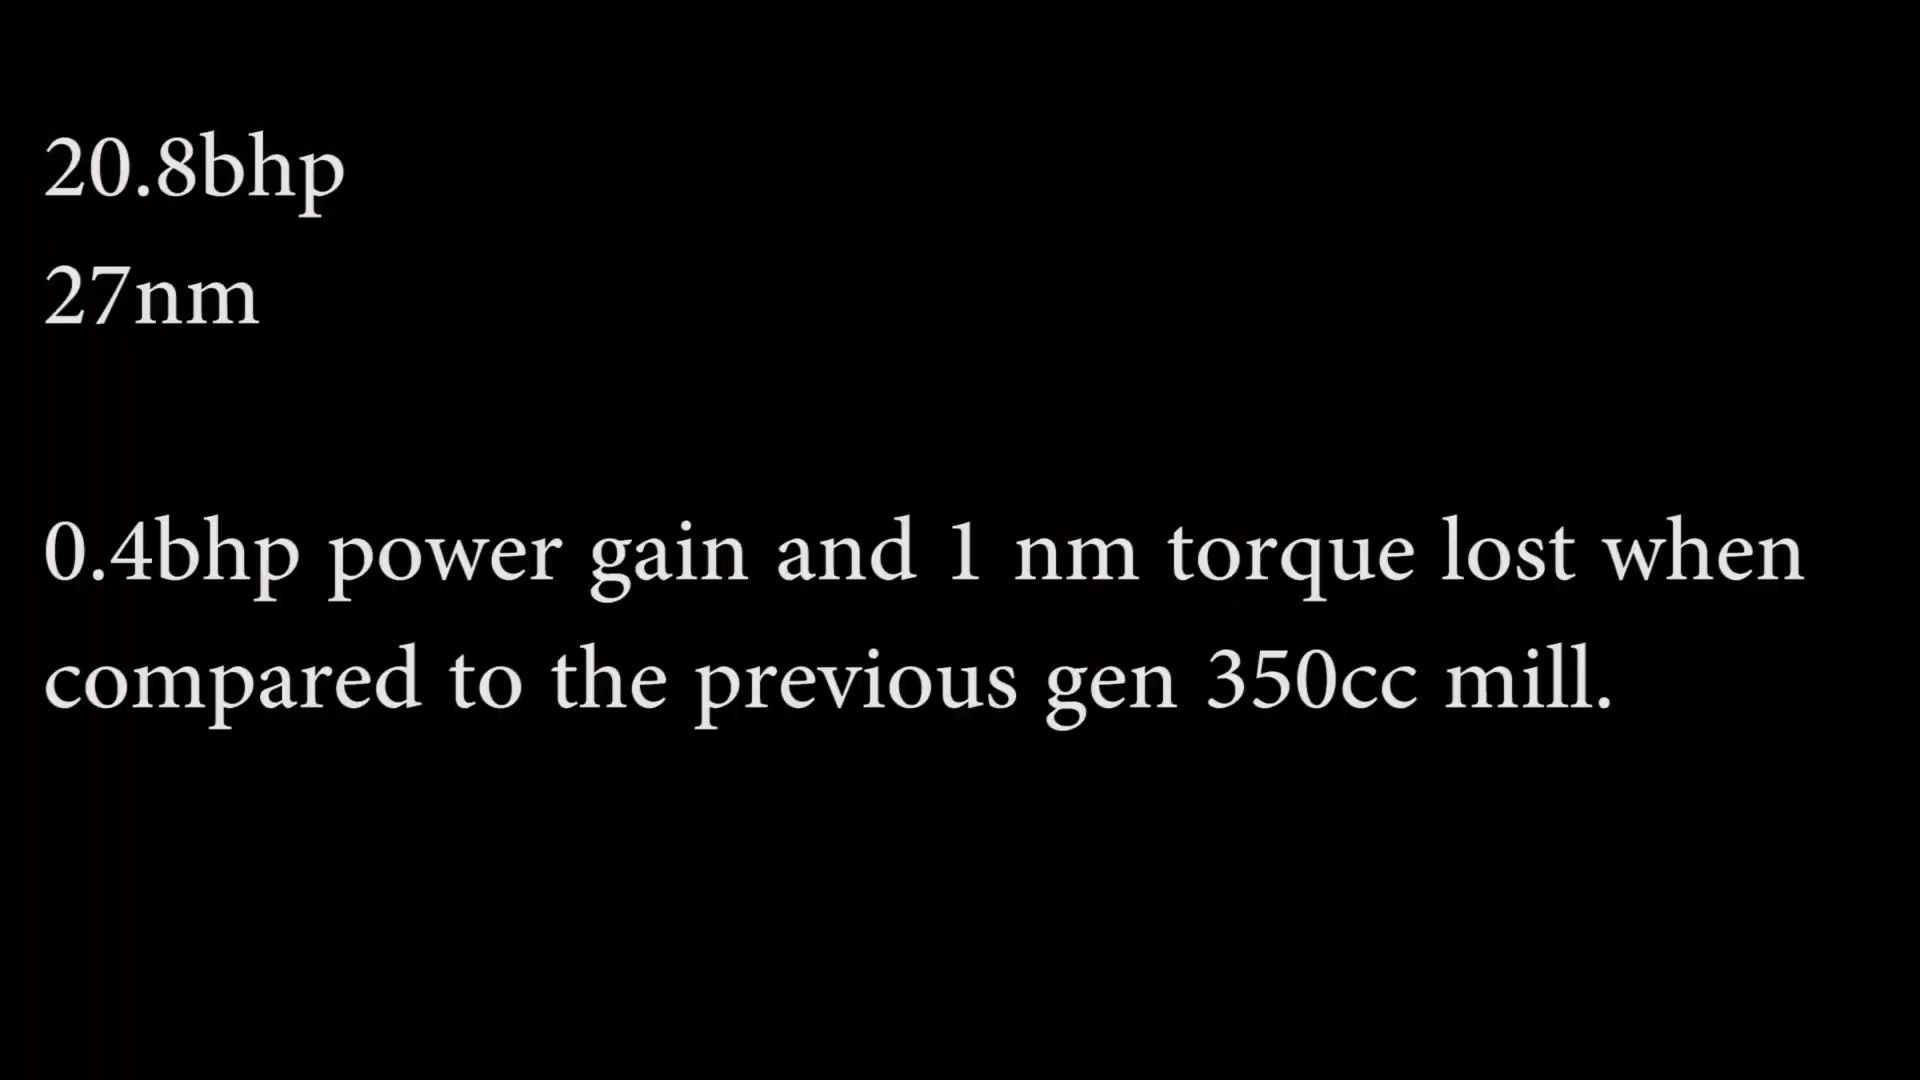 20.8bhp
27nm
0.4bhp power gain and 1 nm torque lost when
compared to the previous gen 350cc mill.